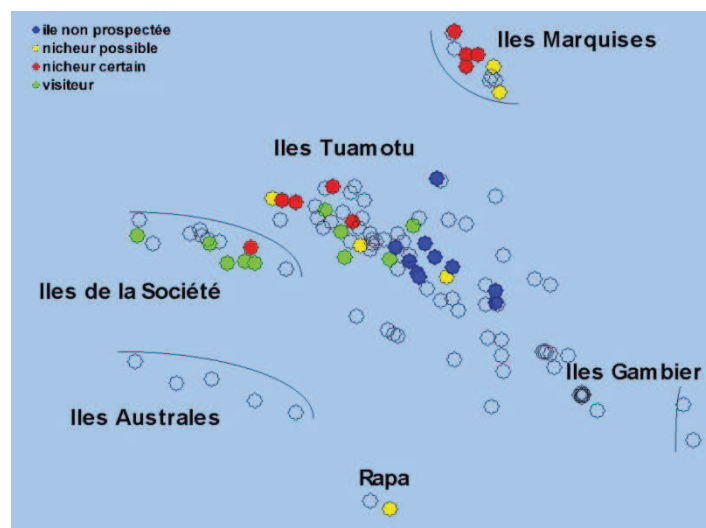 ile non prospectée
nicheur possible
nicheur certain
visiteur
Iles Marquises
Iles Tuamotu
Iles de la Société
Iles Gambier
Iles Australes
Rapa